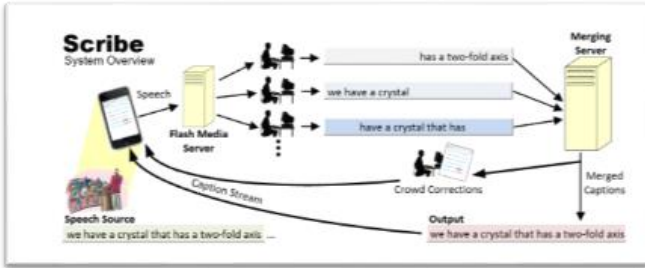 Scribe
System Overview
Merging
Server
has a two-fold axis
Speech
we have a crystal
Flash Media
Server
have a crystal that has
Crowd Corrections
Merged
Captions
Caption Stream
Speech Source
Output
we have a crystal that has a two-fold axis ...
we have a crystal that has a two-fold axis